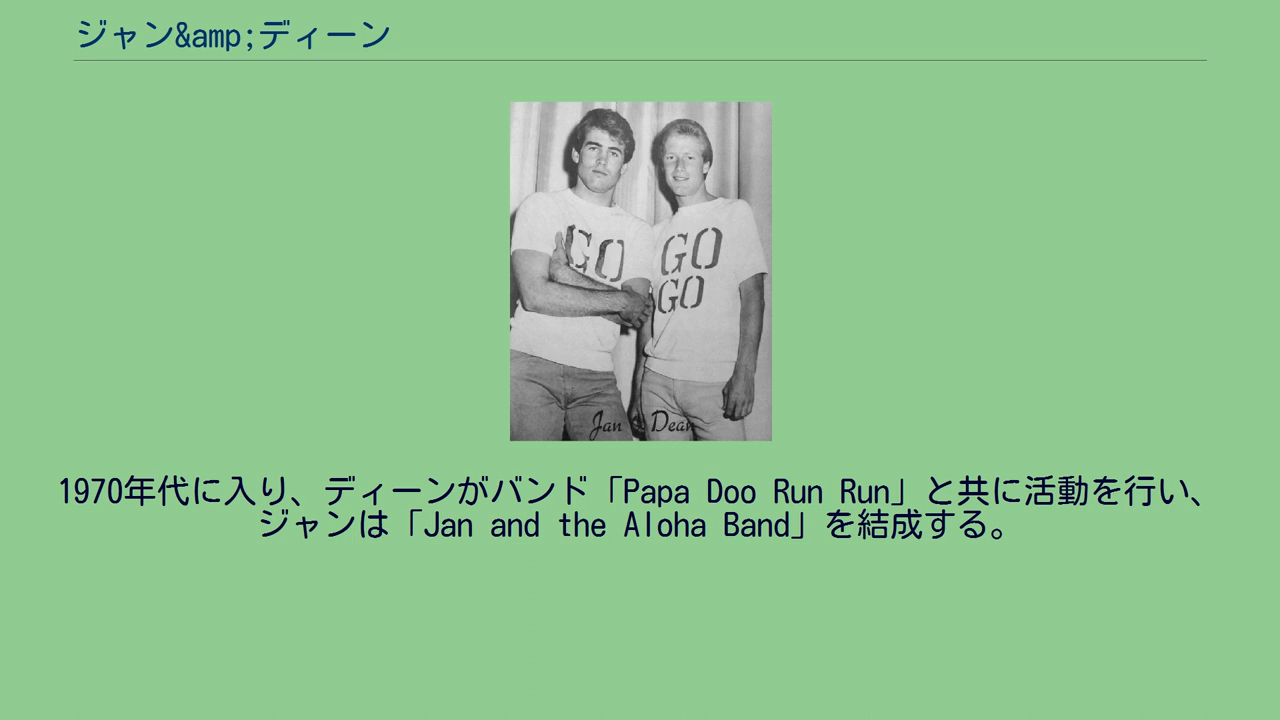 ジャン&amp;ディーン
GO GO
GO GO
Jan & Dean
1970年代に入り、ディーンがバンド「Papa Doo Run Run」と共に活動を行い、
ジャンは「Jan and the Aloha Band」を結成する。